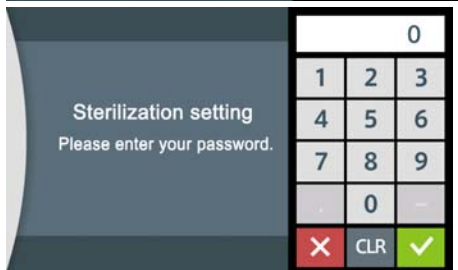 0
1 2 3
Sterilization setting
4 5 6
Please enter your password.
7 8 9
. 0 -
CLR